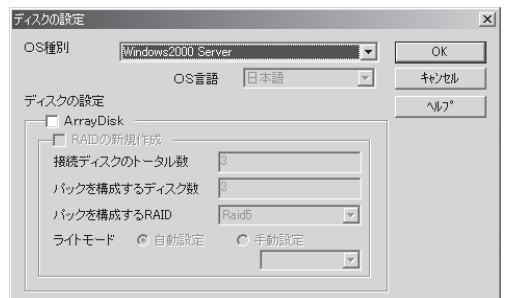 ディスクの設定
OS種別 Windows2000 Server
OK
OS言語 日本語
キャンセル
ディスクの設定
ヘルプ
ArrayDisk
RAIDの新規作成
接続ディスクのトータル数 3
パックを構成するディスク数 3
パックを構成するRAID Raid5
ライトモード 自動設定 手動設定